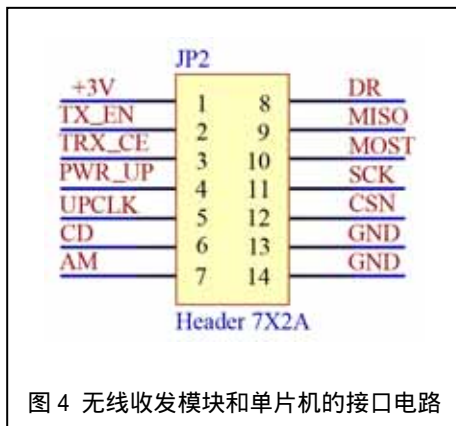 JP2
+3V 1 8 DR
TX_EN 2 9 MISO
TRX_CE 3 10 MOST
PWR_UP 4 11 SCK
UPCLK 5 12 CSN
CD 6 13 GND
AM 7 14 GND
Header 7X2A
图 4 无线收发模块和单片机的接口电路